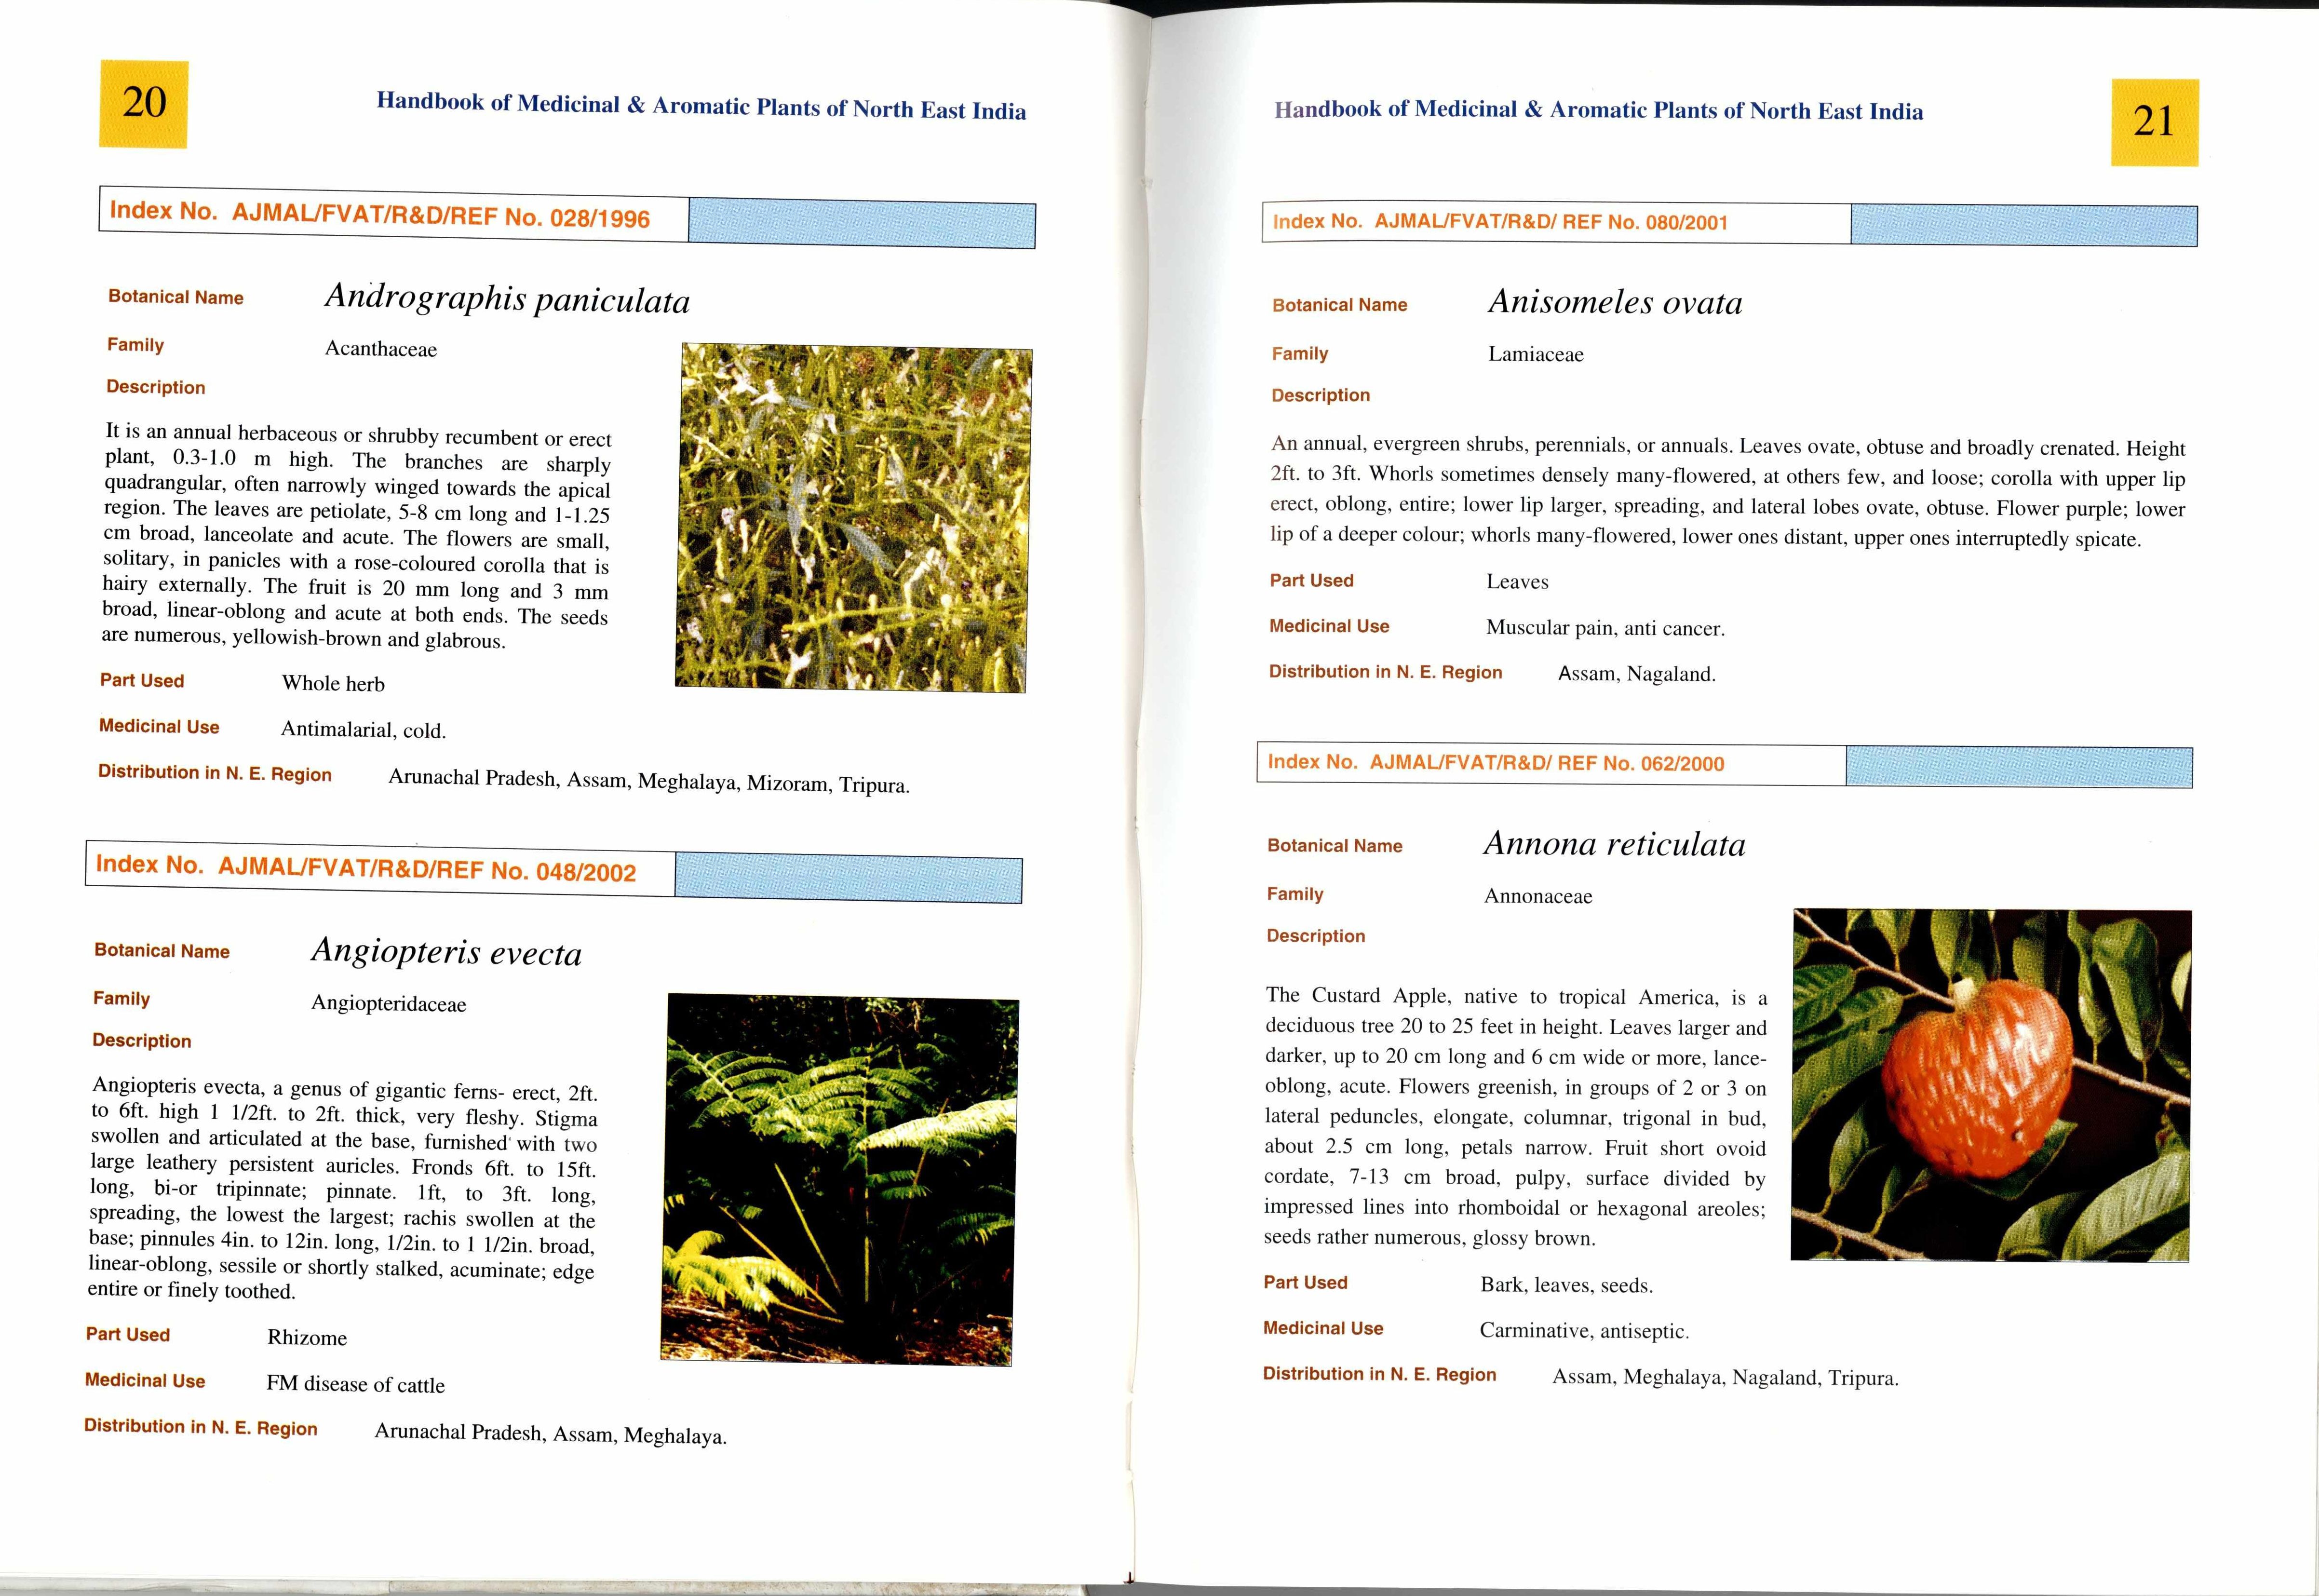 20
Handbook of Medicinal & Aromatic Plants of North East India
Index No. AJMAL/FVAT/R&D/REF No. 028/1996
Botanical Name Andrographis paniculata
Family Acanthaceae
Description
It is an annual herbaceous or shrubby recumbent or erect
plant, 0.3-1.0 m high. The branches are sharply
quadrangular, often narrowly winged towards the apical
region. The leaves are petiolate, 5-8 cm long and 1-1.25
cm broad, lanceolate and acute. The flowers are small,
solitary, in panicles with a rose-coloured corolla that is
hairy externally. The fruit is 20 mm long and 3 mm
broad, linear-oblong and acute at both ends. The seeds
are numerous, yellowish-brown and glabrous.
Part Used Whole herb
Medicinal Use Antimalarial, cold.
Distribution in N. E. Region Arunachal Pradesh, Assam, Meghalaya, Mizoram, Tripura.
Index No. AJMAL/FVAT/R&D/REF No. 048/2002
Botanical Name Angiopteris evecta
Family Angiopteridaceae
Description
Angiopteris evecta, a genus of gigantic ferns- erect, 2ft.
to 6ft. high 1 1/2ft. to 2ft. thick, very fleshy. Stigma
swollen and articulated at the base, furnished with two
large leathery persistent auricles. Fronds 6ft. to 15ft.
long, bi-or tripinnate; pinnate. 1ft, to 3ft. long,
spreading, the lowest the largest; rachis swollen at the
base; pinnules 4in. to 12in. long, 1/2in. to 1 1/2in. broad,
linear-oblong, sessile or shortly stalked, acuminate; edge
entire or finely toothed.
Part Used Rhizome
Medicinal Use FM disease of cattle
Distribution in N. E. Region Arunachal Pradesh, Assam, Meghalaya.
Handbook of Medicinal & Aromatic Plants of North East India
21
Index No. AJMAL/FVAT/R&D/ REF No. 080/2001
Botanical Name Anisomeles ovata
Family Lamiaceae
Description
An annual, evergreen shrubs, perennials, or annuals. Leaves ovate, obtuse and broadly crenated. Height
2ft. to 3ft. Whorls sometimes densely many-flowered, at others few, and loose; corolla with upper lip
erect, oblong, entire; lower lip larger, spreading, and lateral lobes ovate, obtuse. Flower purple; lower
lip of a deeper colour; whorls many-flowered, lower ones distant, upper ones interruptedly spicate.
Part Used Leaves
Medicinal Use Muscular pain, anti cancer.
Distribution in N. E. Region Assam, Nagaland.
Index No. AJMAL/FVAT/R&D/ REF No. 062/2000
Botanical Name Annona reticulata
Family Annonaceae
Description
The Custard Apple, native to tropical America, is a
deciduous tree 20 to 25 feet in height. Leaves larger and
darker, up to 20 cm long and 6 cm wide or more, lance-
oblong, acute. Flowers greenish, in groups of 2 or 3 on
lateral peduncles, elongate, columnar, trigonal in bud,
about 2.5 cm long, petals narrow. Fruit short ovoid
cordate, 7-13 cm broad, pulpy, surface divided by
impressed lines into rhomboidal or hexagonal areoles;
seeds rather numerous, glossy brown.
Part Used Bark, leaves, seeds.
Medicinal Use Carminative, antiseptic.
Distribution in N. E. Region Assam, Meghalaya, Nagaland, Tripura.